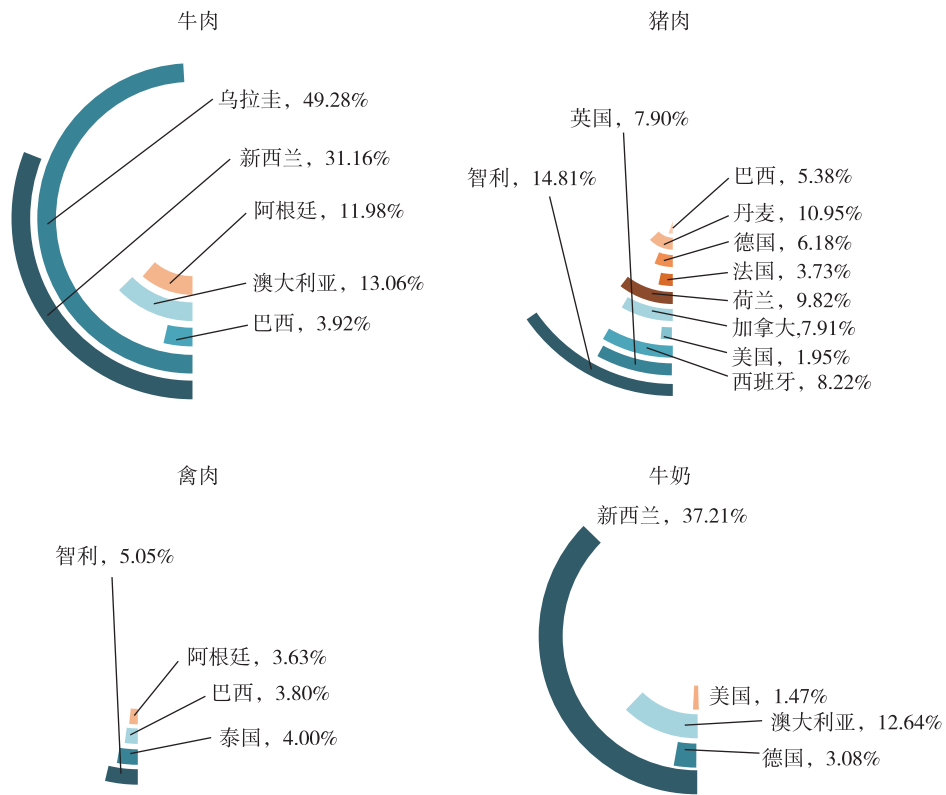 牛肉
乌拉圭，49.28%
新西兰，31.16%
阿根廷，11.98%
澳大利亚，13.06%
巴西，3.92%
猪肉
英国，7.90%
智利，14.81%
巴西，5.38%
丹麦，10.95%
德国，6.18%
法国，3.73%
荷兰，9.82%
加拿大,7.91%
美国，1.95%
西班牙，8.22%
禽肉
智利，5.05%
阿根廷，3.63%
巴西，3.80%
泰国，4.00%
牛奶
新西兰，37.21%
美国，1.47%
澳大利亚，12.64%
德国，3.08%